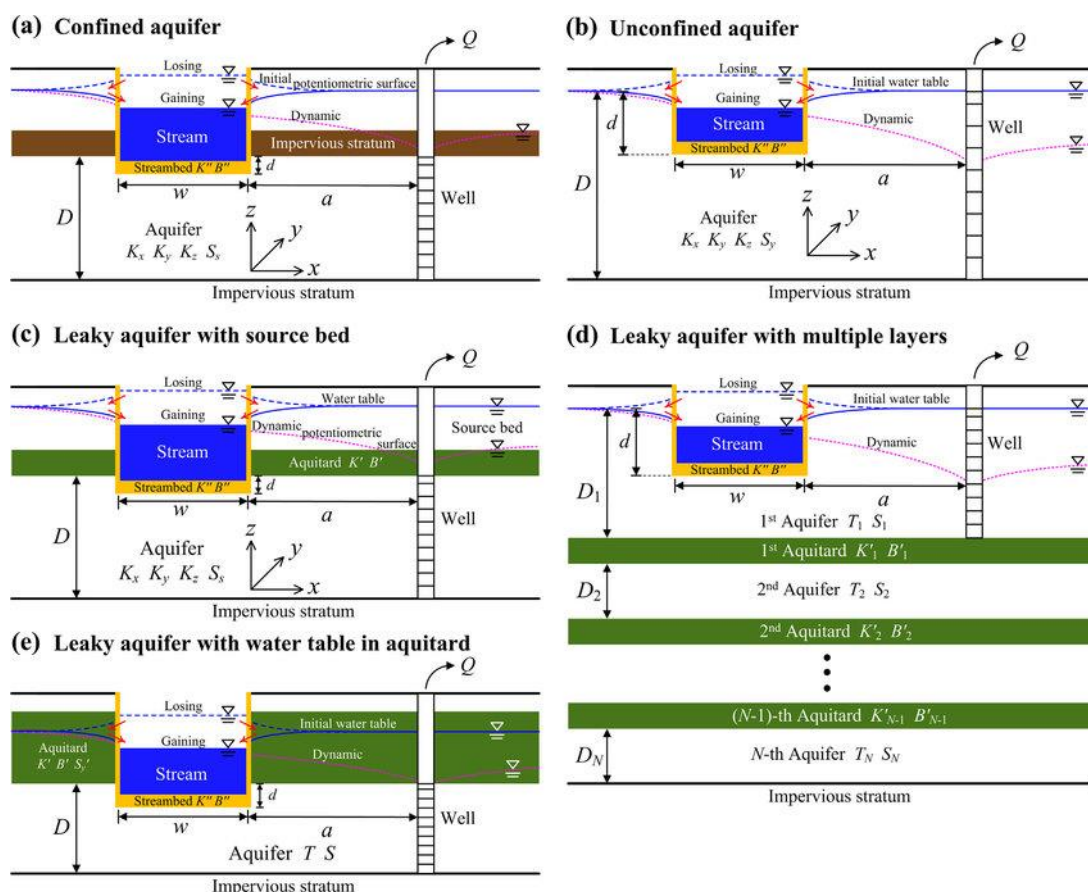 (a) Confined aquifer
Q
Losing
Initial potentiometric surface
Gaining
Dynamic
Stream
Impervious stratum
Streambed K″ B″
d
w
a
Well
D
Aquifer
Kx Ky Kz Ss
z
y
x
Impervious stratum
(b) Unconfined aquifer
Q
Losing
Initial water table
Gaining
Dynamic
d
Stream
Well
Streambed K″ B″
D
w
a
Aquifer
Kx Ky Kz Sy
z
y
x
Impervious stratum
(c) Leaky aquifer with source bed
Q
Losing
Water table
Gaining
Dynamic potentiometric surface
Source bed
Stream
Aquitard K′ B′
Streambed K″ B″
d
w
a
Well
D
Aquifer
Kx Ky Kz Ss
z
y
x
Impervious stratum
(d) Leaky aquifer with multiple layers
Q
Losing
Initial water table
Gaining
Dynamic
d
Stream
Well
Streambed K″ B″
D1
w
a
1st Aquifer T1 S1
1st Aquitard K′1 B′1
D2
2nd Aquifer T2 S2
2nd Aquitard K′2 B′2
(N-1)-th Aquitard K′N-1 B′N-1
DN
N-th Aquifer TN SN
Impervious stratum
(e) Leaky aquifer with water table in aquitard
Q
Losing
Initial water table
Gaining
Dynamic
Aquitard
K′ B′ Sy′
Stream
Streambed K″ B″
d
w
a
Well
D
Aquifer T S
Impervious stratum